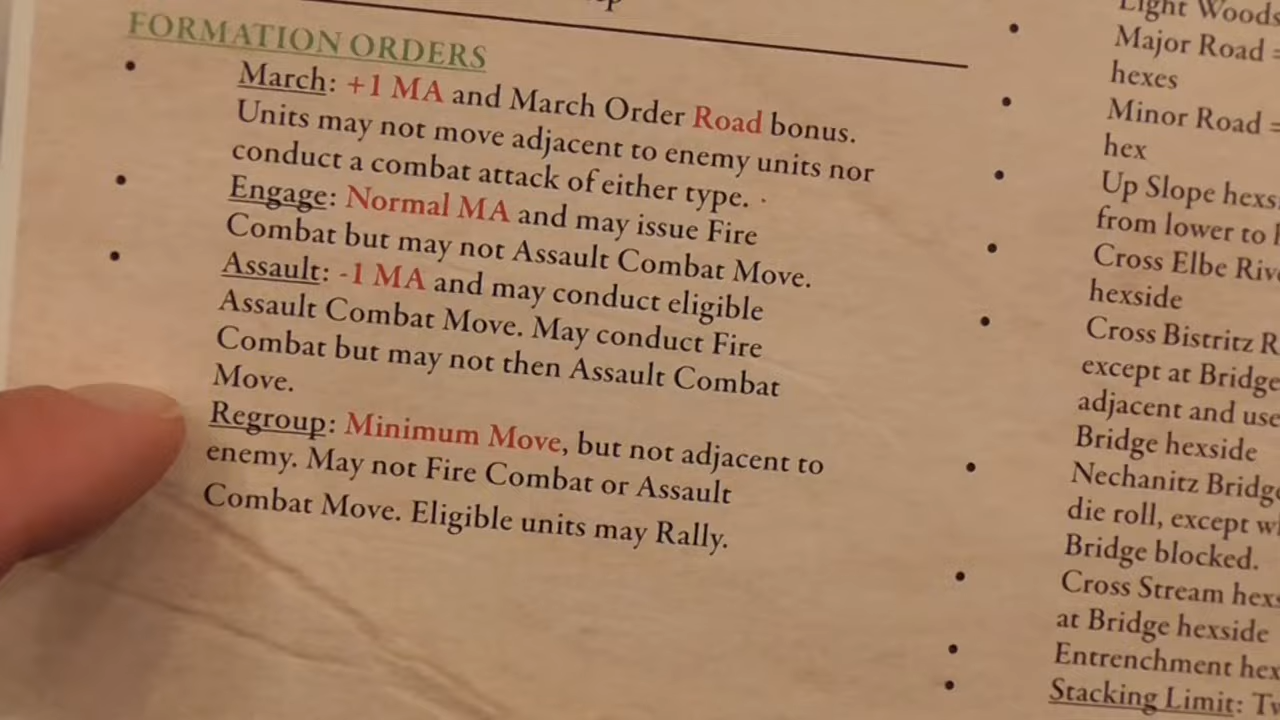 FORMATION ORDERS
• March: +1 MA and March Order Road bonus.
Units may not move adjacent to enemy units nor
conduct a combat attack of either type.
• Engage: Normal MA and may issue Fire
Combat but may not Assault Combat Move.
• Assault: -1 MA and may conduct eligible
Assault Combat Move. May conduct Fire
Combat but may not then Assault Combat
Move.
Regroup: Minimum Move, but not adjacent to
enemy. May not Fire Combat or Assault
Combat Move. Eligible units may Rally.
• Light Woods
Major Road =
hexes
• Minor Road =
hex
• Up Slope
from lower to
• Cross Elbe
hexside
• Cross Bistritz
except at Bridge
adjacent and use
Bridge hexside
• Nechanitz
die roll, except
Bridge blocked.
• Cross Stream
at Bridge hexside
• Entrenchment
• Stacking Limit: